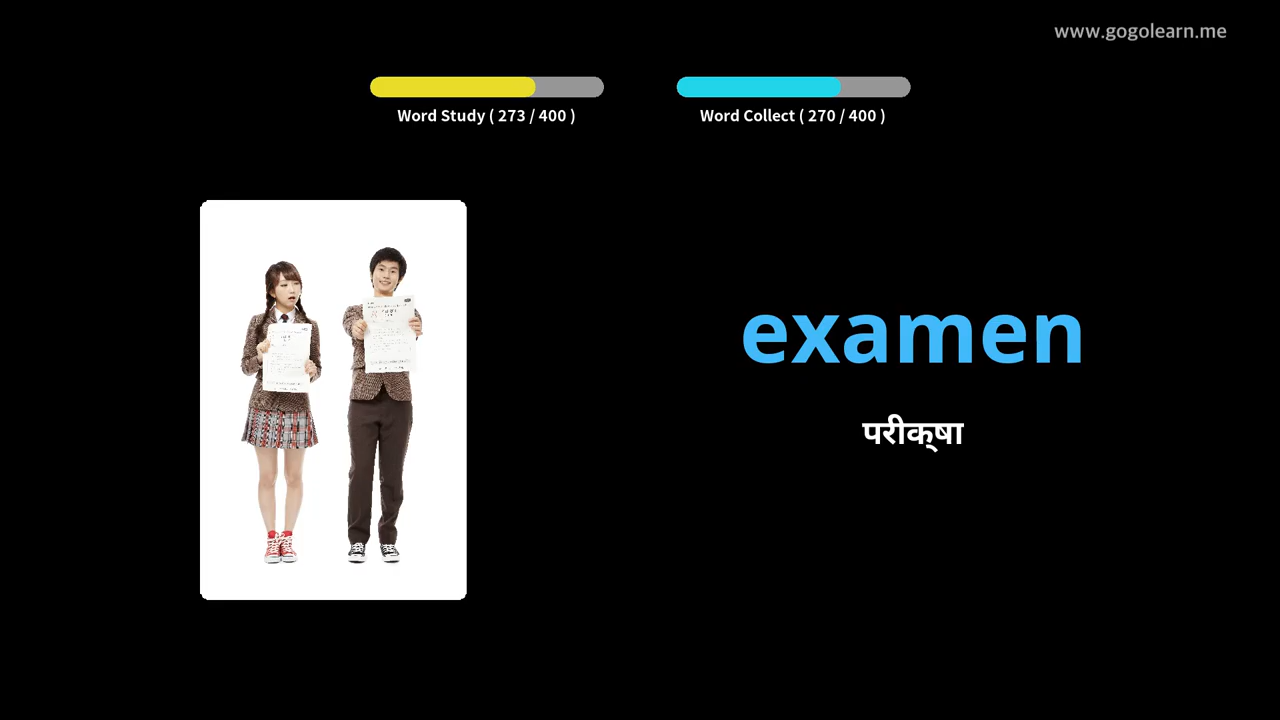 www.gogolearn.me
Word Study ( 273 / 400 )
Word Collect ( 270 / 400 )
examen
परीक्षा